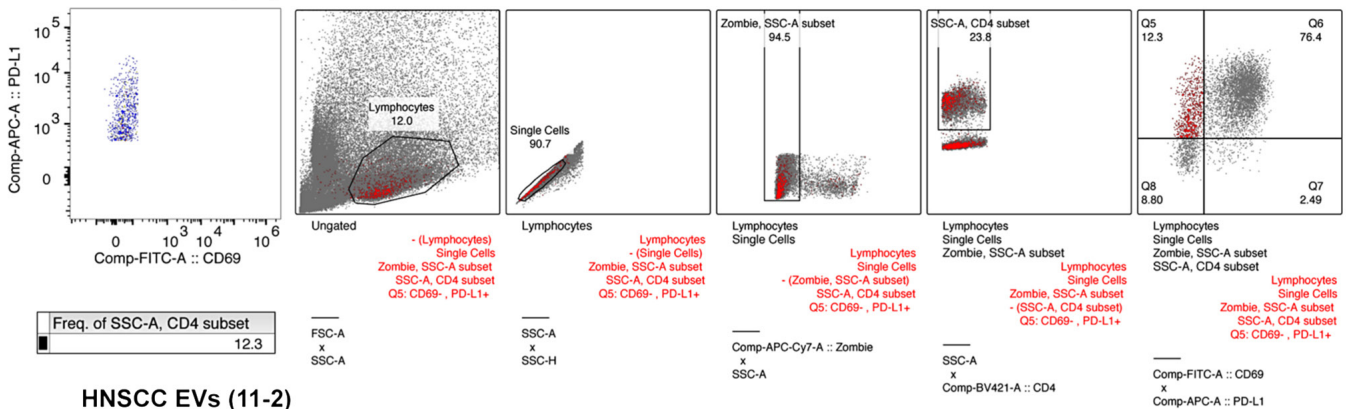 10^5
10^4
10^3
0
Comp-APC-A :: PD-L1
0
10^3 10^4
10^6
Comp-FITC-A :: CD69
Freq. of SSC-A, CD4 subset
12.3
HNSCC EVs (11-2)
Lymphocytes
12.0
Ungated
- (Lymphocytes)
Single Cells
Zombie, SSC-A subset
SSC-A, CD4 subset
Q5: CD69- , PD-L1+
FSC-A
x
SSC-A
Single Cells
90.7
Lymphocytes
Lymphocytes
- (Single Cells)
Zombie, SSC-A subset
SSC-A, CD4 subset
Q5: CD69- , PD-L1+
SSC-A
x
SSC-H
Zombie, SSC-A subset
94.5
Lymphocytes
Single Cells
Lymphocytes
Single Cells
- (Zombie, SSC-A subset)
SSC-A, CD4 subset
Q5: CD69- , PD-L1+
Comp-APC-Cy7-A :: Zombie
x
SSC-A
SSC-A, CD4 subset
23.8
Lymphocytes
Single Cells
Zombie, SSC-A subset
Lymphocytes
Single Cells
Zombie, SSC-A subset
- (SSC-A, CD4 subset)
Q5: CD69- , PD-L1+
SSC-A
x
Comp-BV421-A :: CD4
Q5
12.3
Q6
76.4
Q8
8.80
Q7
2.49
Lymphocytes
Single Cells
Zombie, SSC-A subset
SSC-A, CD4 subset
Lymphocytes
Single Cells
Zombie, SSC-A subset
SSC-A, CD4 subset
Q5: CD69- , PD-L1+
Comp-FITC-A :: CD69
x
Comp-APC-A :: PD-L1